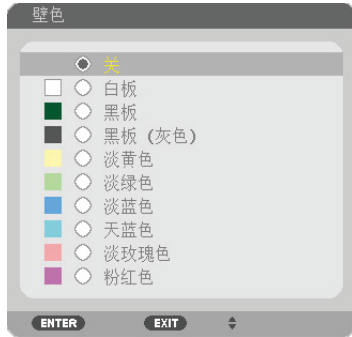 壁色
关
白板
黑板
黑板 (灰色)
淡黄色
淡绿色
淡蓝色
天蓝色
淡玫瑰色
粉红色
ENTER EXIT